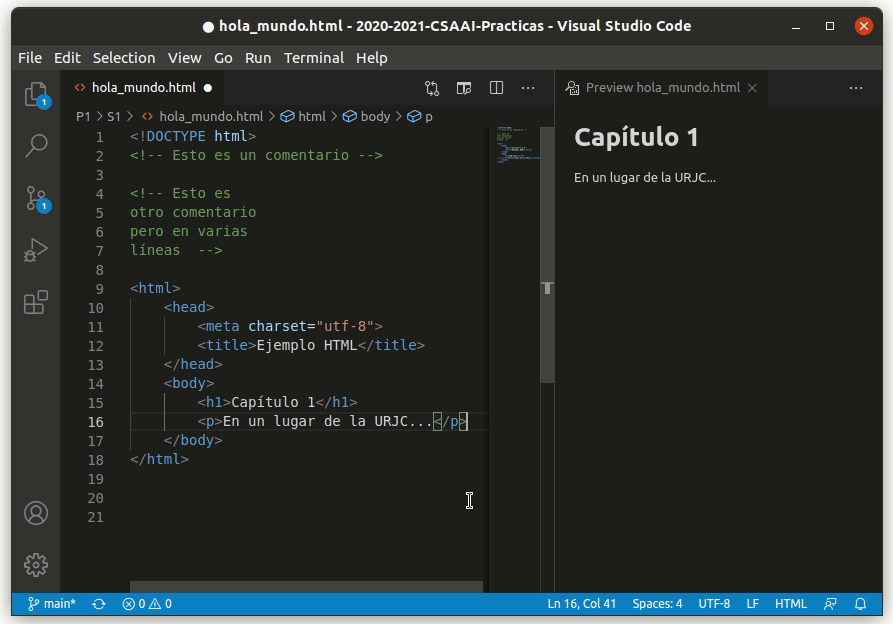 ● hola_mundo.html - 2020-2021-CSAAI-Practicas - Visual Studio Code
File Edit Selection View Go Run Terminal Help
<> hola_mundo.html ●
Preview hola_mundo.html ×
P1 > S1 > <> hola_mundo.html > html > body > p
1 <!DOCTYPE html>
2 <!-- Esto es un comentario -->
3
4 <!-- Esto es
5 otro comentario
6 pero en varias
7 líneas  -->
8
9 <html>
10     <head>
11         <meta charset="utf-8">
12         <title>Ejemplo HTML</title>
13     </head>
14     <body>
15         <h1>Capítulo 1</h1>
16         <p>En un lugar de la URJC...</p>
17     </body>
18 </html>
19
20
21
Capítulo 1
En un lugar de la URJC...
1
1
main* 0 0 Ln 16, Col 41 Spaces: 4 UTF-8 LF HTML